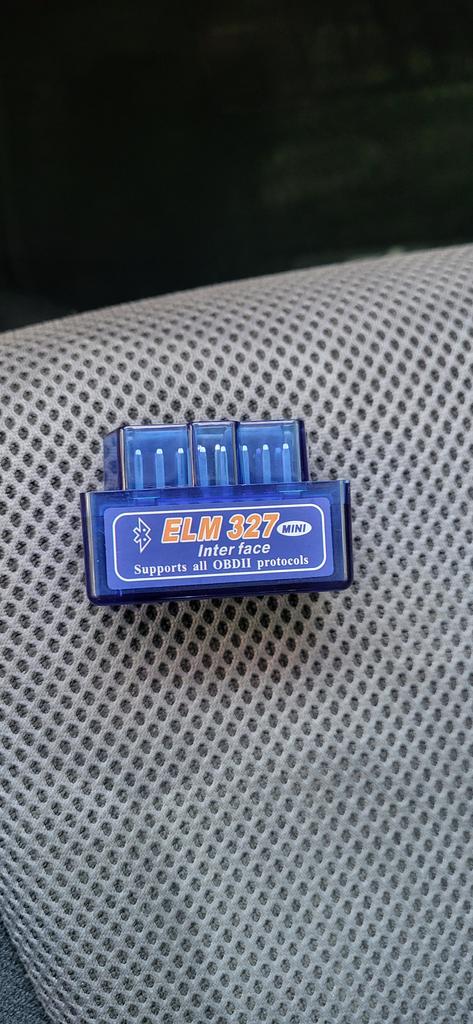 ELM 327 MINI
Inter face
Supports all OBDII protocols